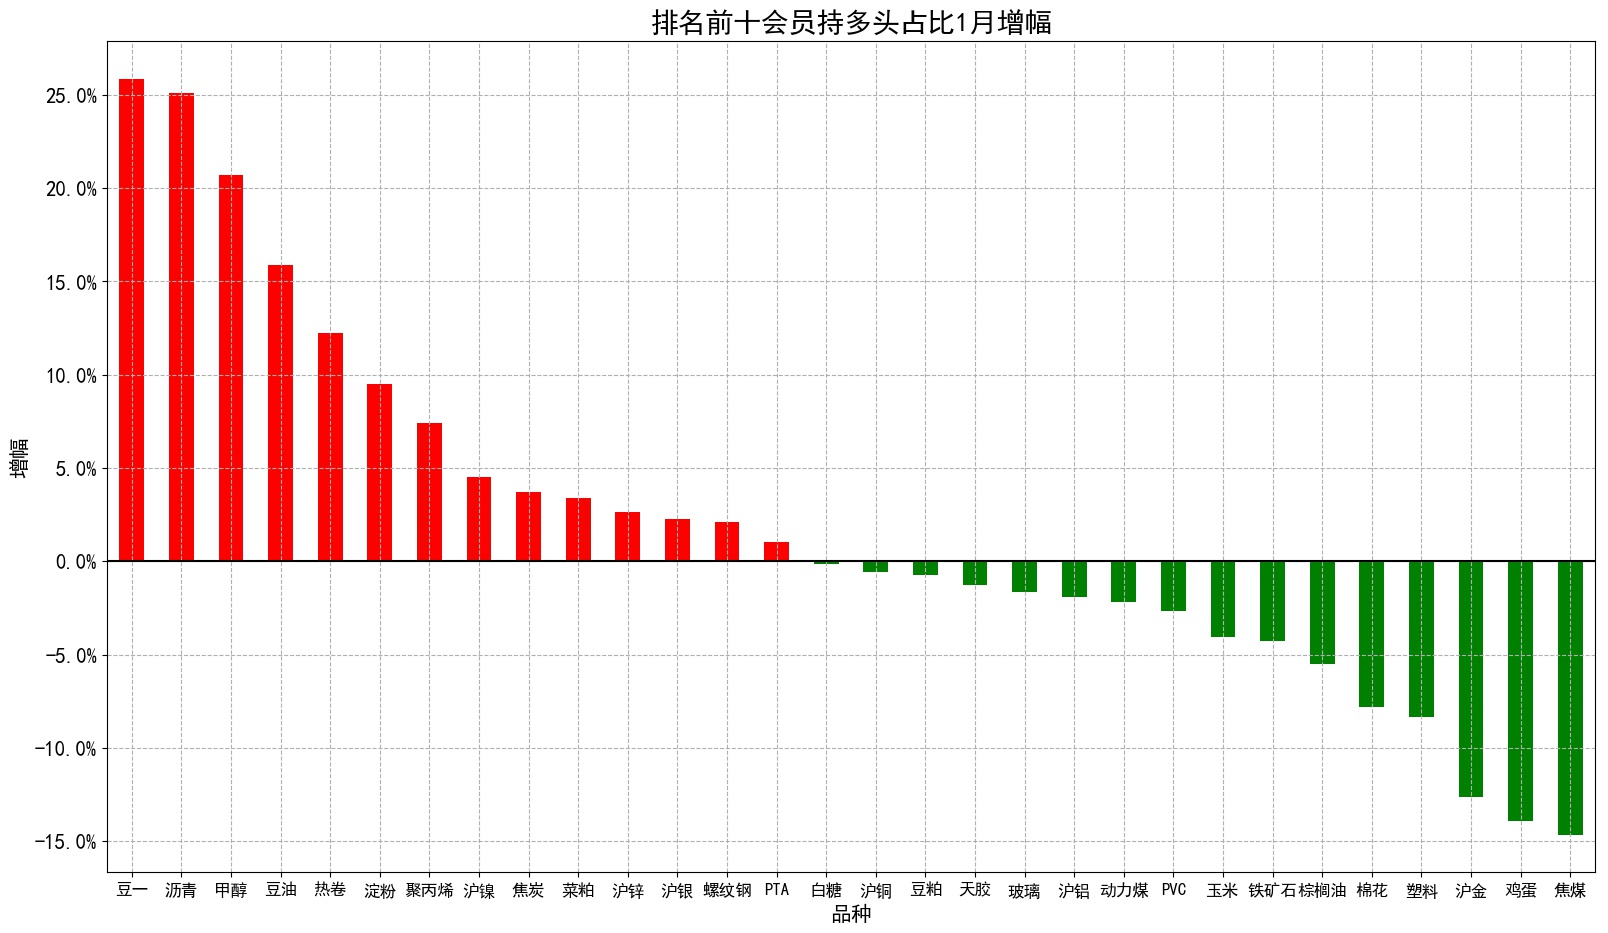 排名前十会员持多头占比1月增幅
增幅
25.0%
20.0%
15.0%
10.0%
5.0%
0.0%
−5.0%
−10.0%
−15.0%
豆一 沥青 甲醇 豆油 热卷 淀粉 聚丙烯 沪镍 焦炭 菜粕 沪锌 沪银 螺纹钢 PTA 白糖 沪铜 豆粕 天胶 玻璃 沪铝 动力煤 PVC 玉米 铁矿石 棕榈油 棉花 塑料 沪金 鸡蛋 焦煤
品种